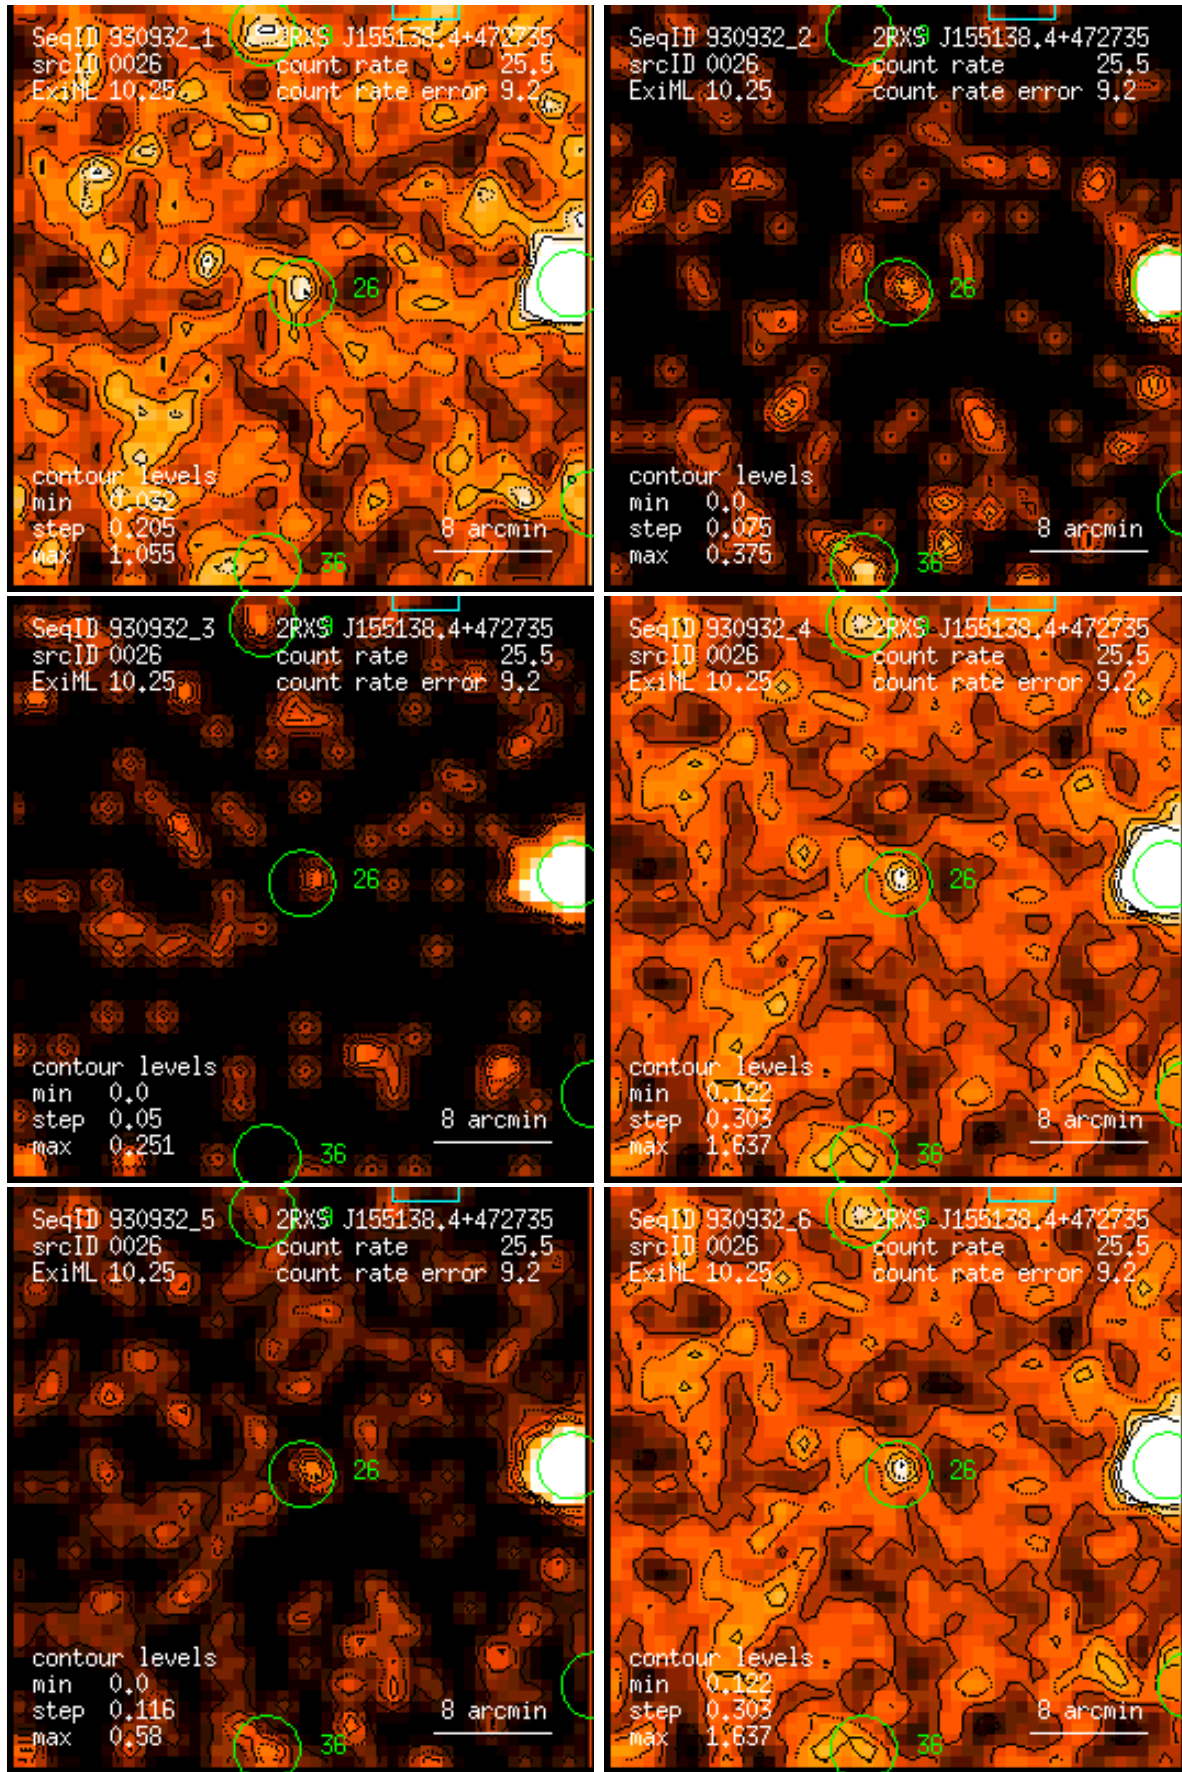 SeqID 930932_1 2RXS J155138.4+472735
9
srcID 0026 count rate 25.5
ExiML 10.25 count rate error 9.2
26
contour levels
min 0.032
step 0.205 8 arcmin
max 1.055 36
SeqID 930932_2 2RXS J155138.4+472735
9
srcID 0026 count rate 25.5
ExiML 10.25 count rate error 9.2
26
contour levels
min 0.0
step 0.075 8 arcmin
max 0.375 36
SeqID 930932_3 2RXS J155138.4+472735
9
srcID 0026 count rate 25.5
ExiML 10.25 count rate error 9.2
26
contour levels
min 0.0
step 0.05 8 arcmin
max 0.251 36
SeqID 930932_4 2RXS J155138.4+472735
9
srcID 0026 count rate 25.5
ExiML 10.25 count rate error 9.2
26
contour levels
min 0.122
step 0.303 8 arcmin
max 1.637 36
SeqID 930932_5 2RXS J155138.4+472735
9
srcID 0026 count rate 25.5
ExiML 10.25 count rate error 9.2
26
contour levels
min 0.0
step 0.116 8 arcmin
max 0.58 36
SeqID 930932_6 2RXS J155138.4+472735
9
srcID 0026 count rate 25.5
ExiML 10.25 count rate error 9.2
26
contour levels
min 0.122
step 0.303 8 arcmin
max 1.637 36